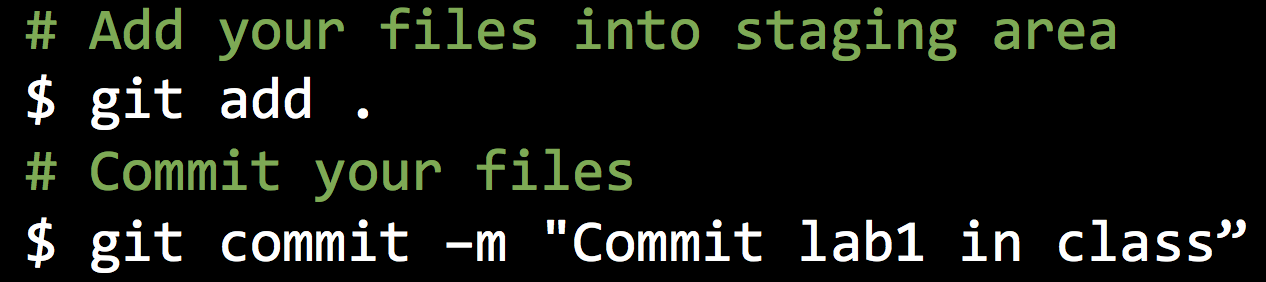 # Add your files into staging area
$ git add .
# Commit your files
$ git commit –m "Commit lab1 in class”